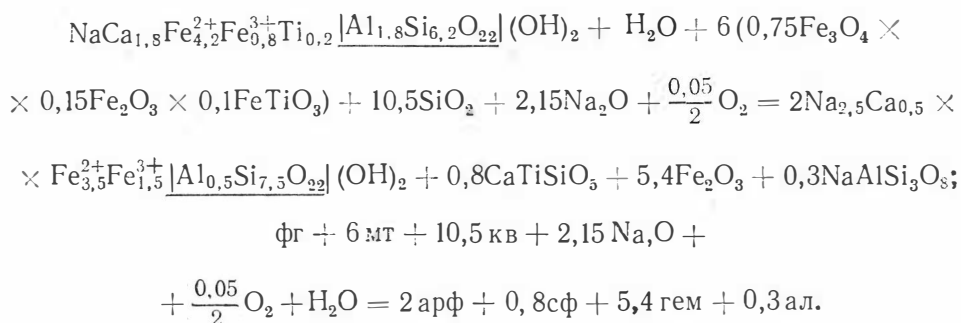 NaCa₁,₈Fe²⁺₄,₂Fe³⁺₀,₈Ti₀,₂|Al₁,₈Si₆,₂O₂₂|(OH)₂ + H₂O + 6(0,75Fe₃O₄ ×
× 0,15Fe₂O₃ × 0,1FeTiO₃) + 10,5SiO₂ + 2,15Na₂O + 0,05/2 O₂ = 2Na₂,₅Ca₀,₅ ×
× Fe²⁺₃,₅Fe³⁺₁,₅|Al₀,₅Si₇,₅O₂₂|(OH)₂ + 0,8CaTiSiO₅ + 5,4Fe₂O₃ + 0,3NaAlSi₃O₈;
фг + 6 мт + 10,5 кв + 2,15 Na₂O +
+ 0,05/2 O₂ + H₂O = 2 арф + 0,8сф + 5,4 гем + 0,3 ал.